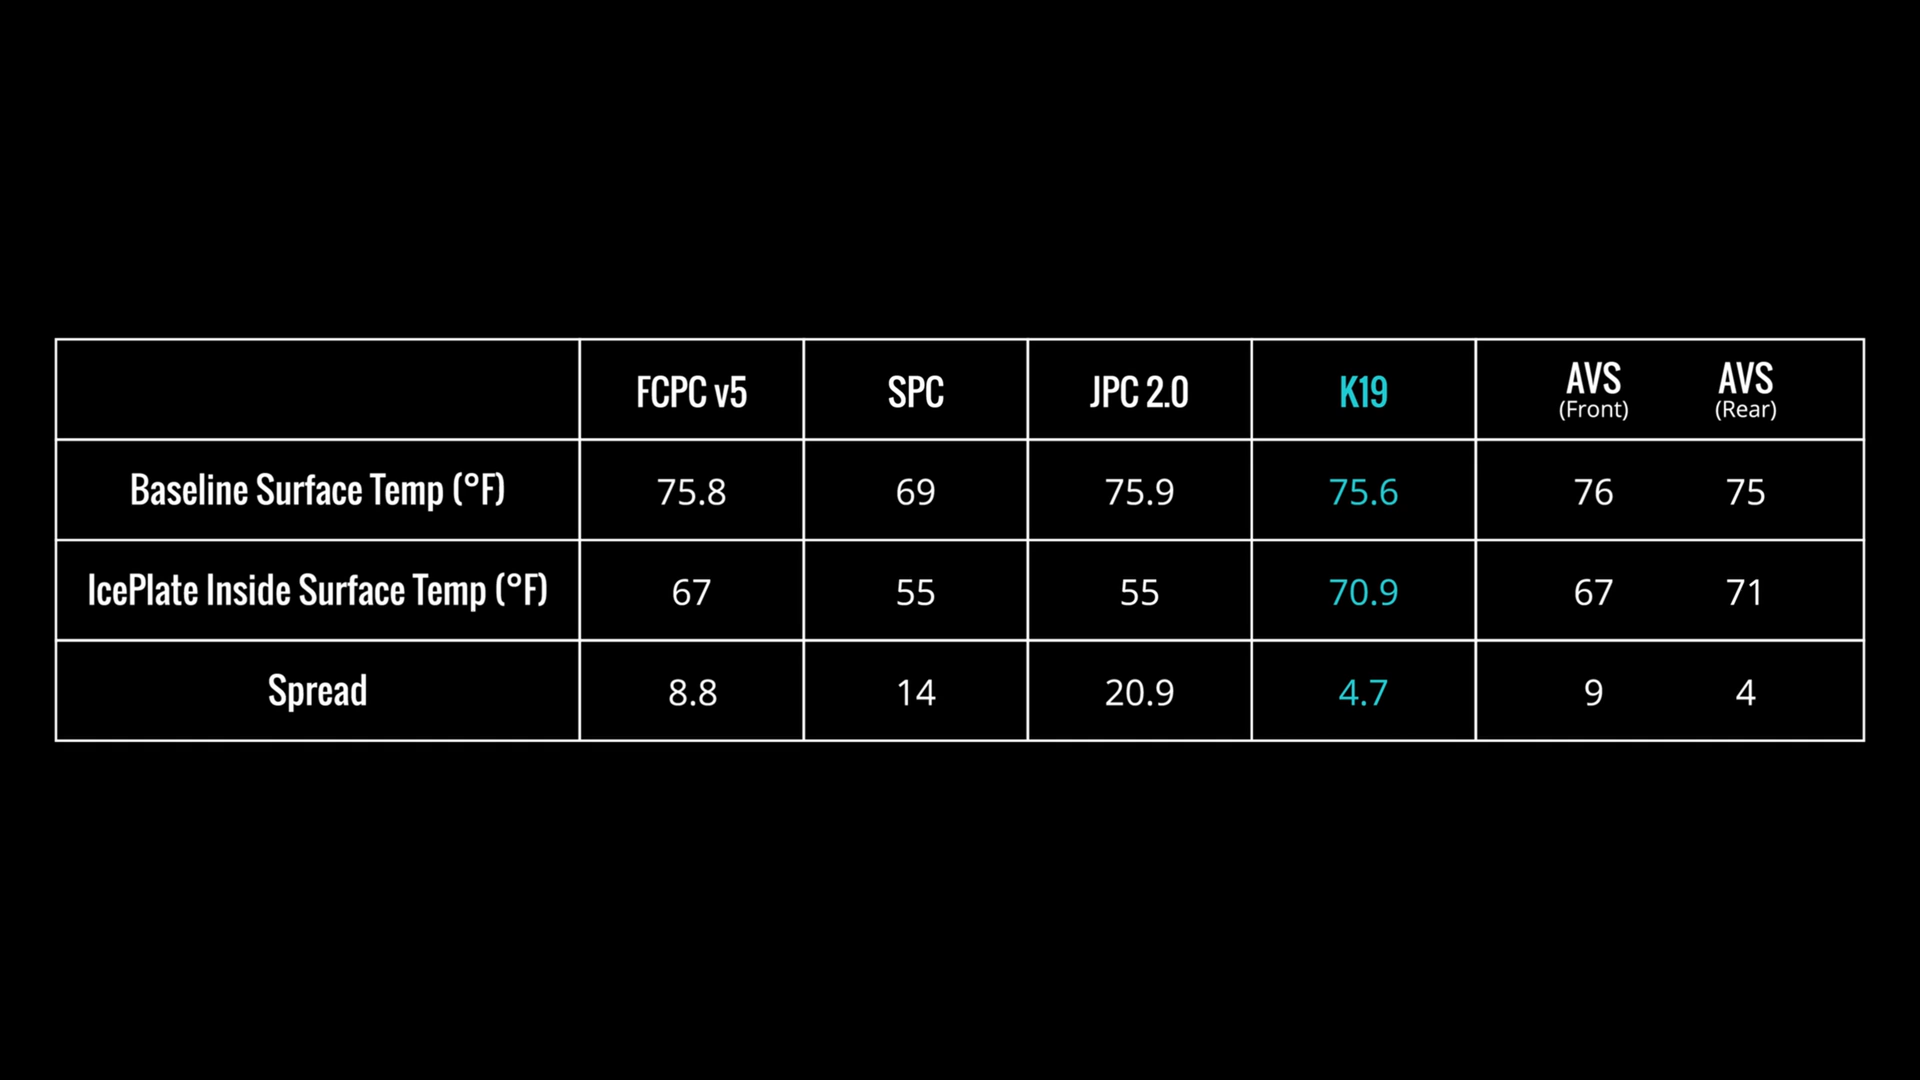 FCPC v5 SPC JPC 2.0 K19 AVS (Front) AVS (Rear)
Baseline Surface Temp (°F) 75.8 69 75.9 75.6 76 75
IcePlate Inside Surface Temp (°F) 67 55 55 70.9 67 71
Spread 8.8 14 20.9 4.7 9 4